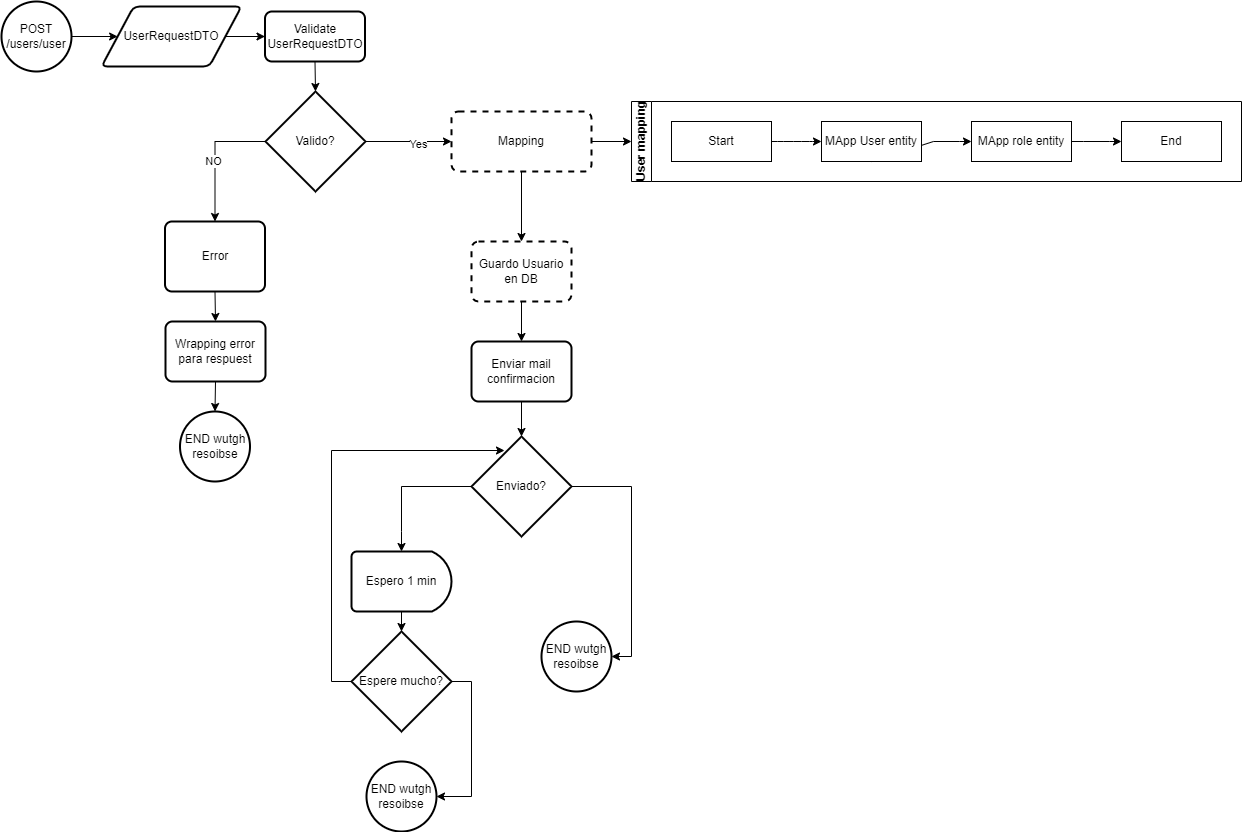 POST
/users/user
UserRequestDTO
Validate
UserRequestDTO
Valido?
Yes
Mapping
User mapping
Start
MApp User entity
MApp role entity
End
NO
Error
Wrapping error
para respuest
END wutgh
resoibse
Guardo Usuario
en DB
Enviar mail
confirmacion
Enviado?
Espero 1 min
Espere mucho?
END wutgh
resoibse
END wutgh
resoibse